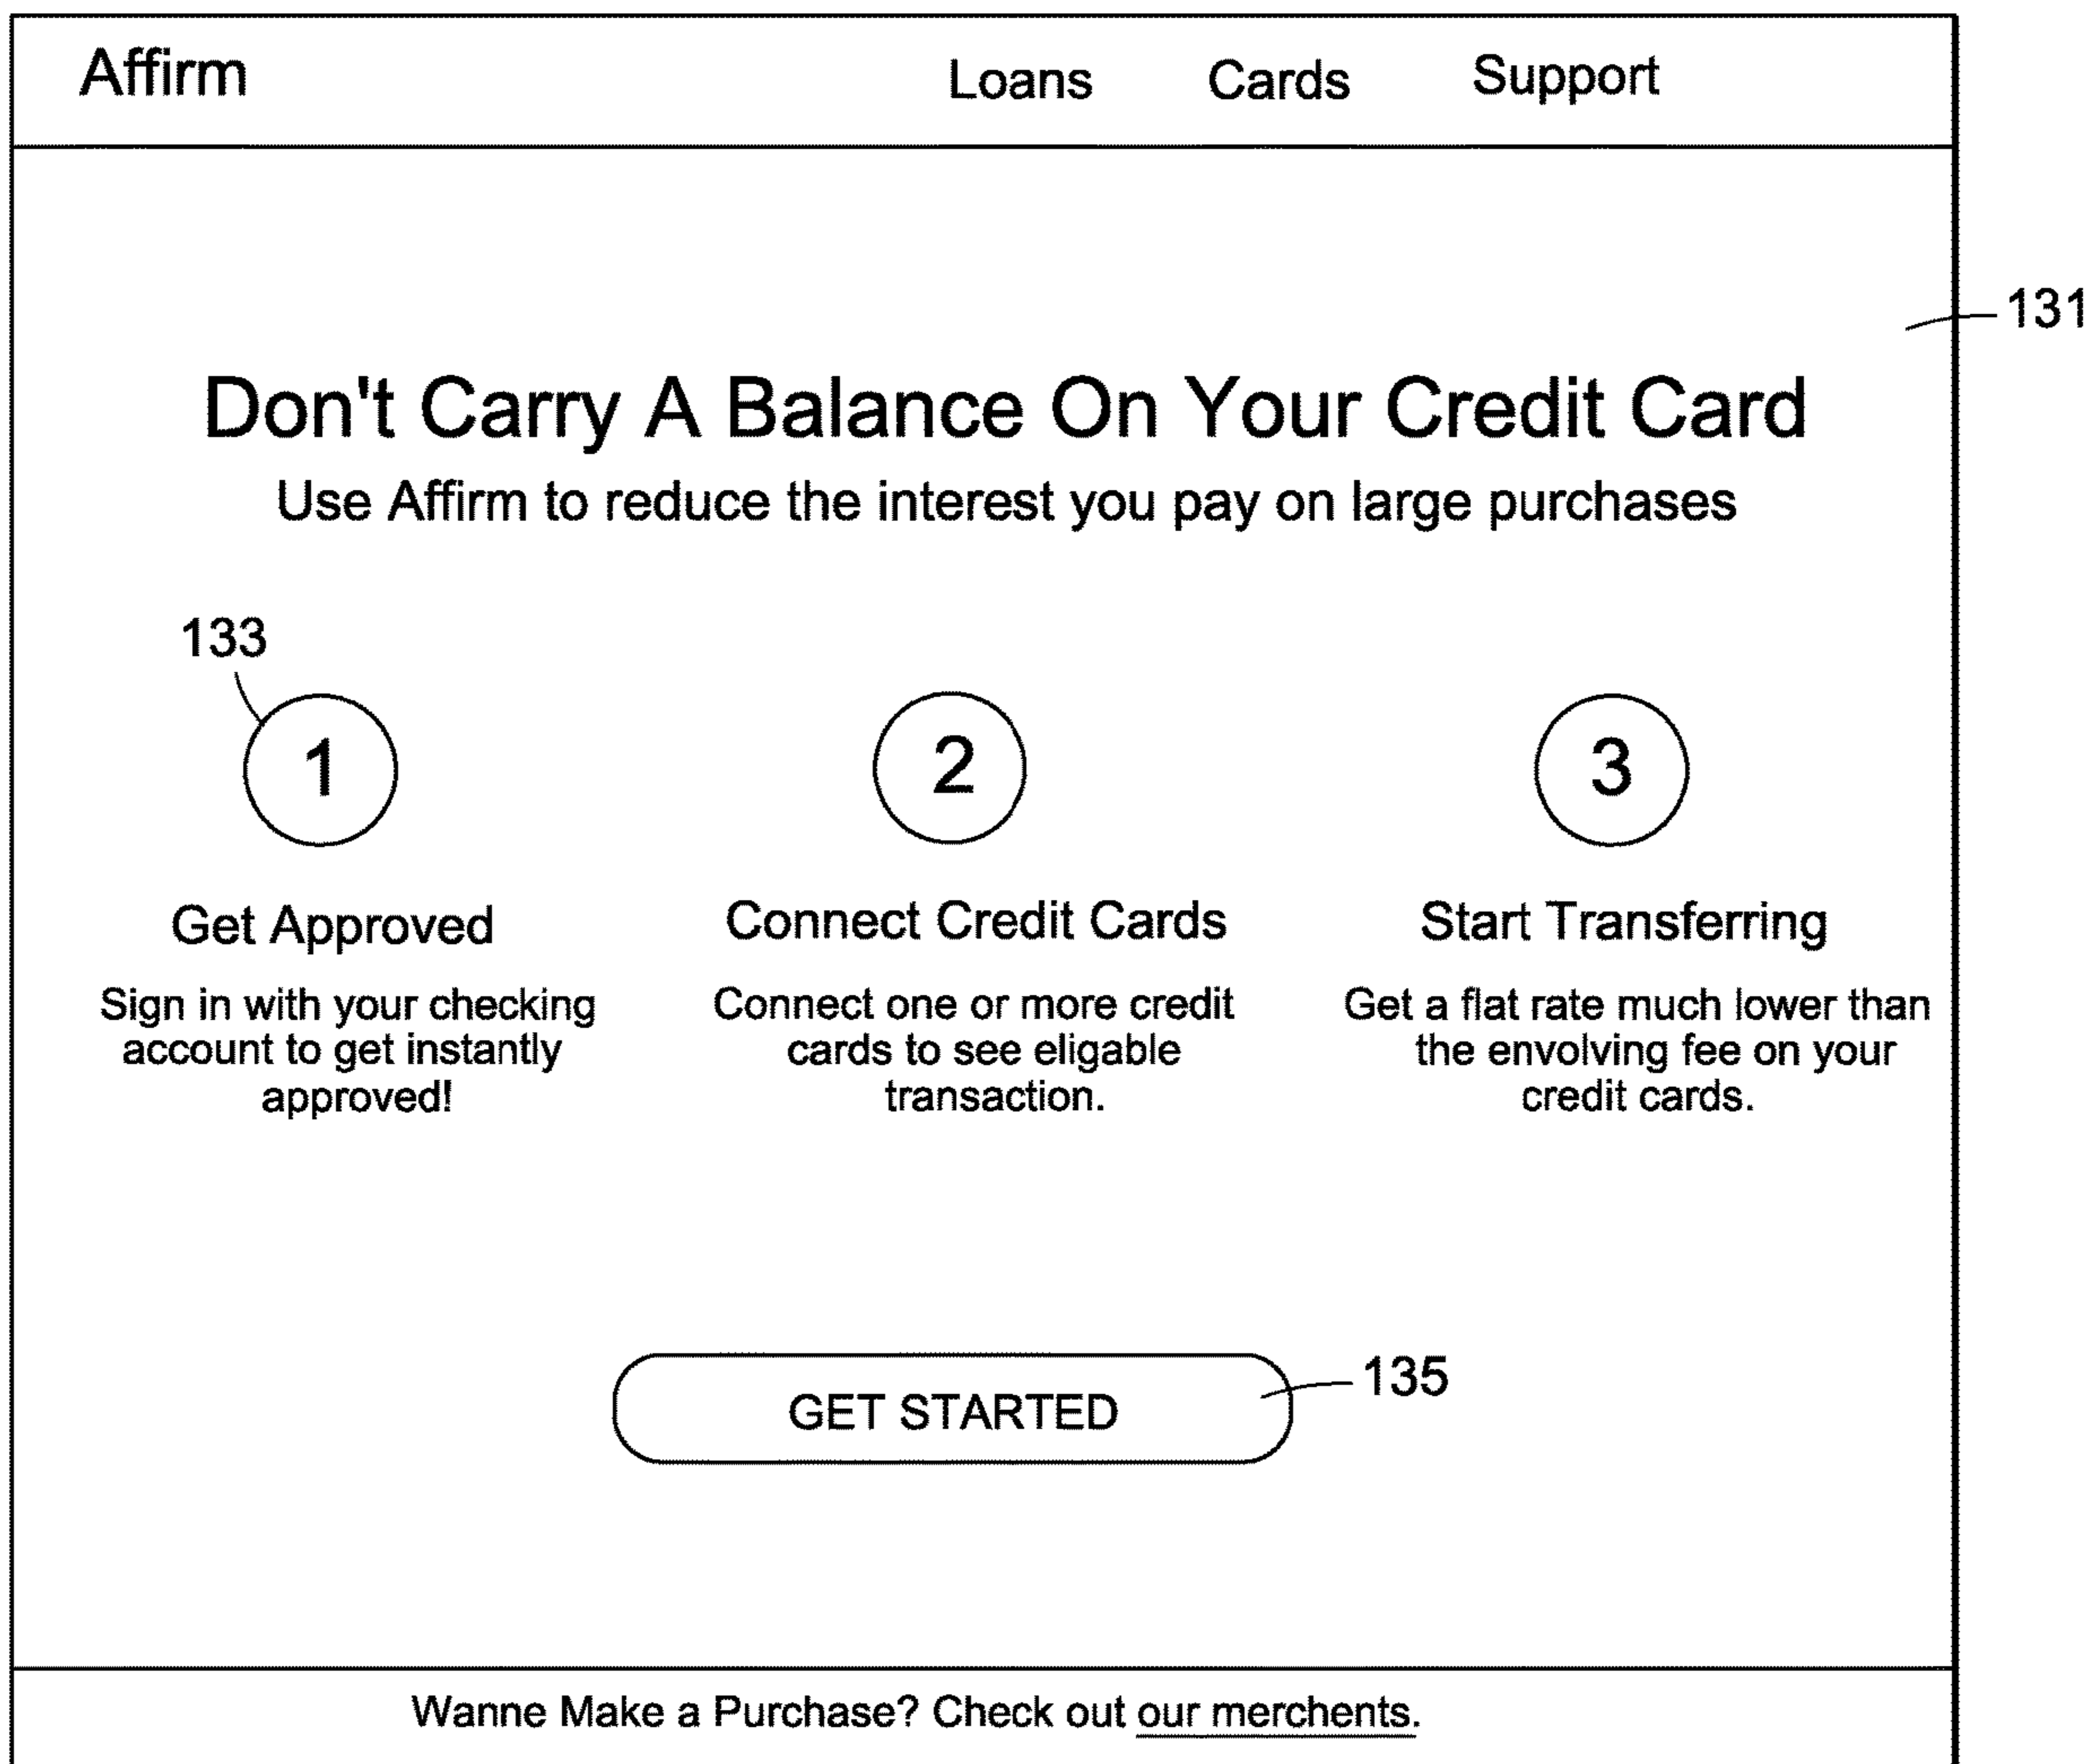 Affirm Loans Cards Support
131
Don't Carry A Balance On Your Credit Card
Use Affirm to reduce the interest you pay on large purchases
133
1 2 3
Get Approved Connect Credit Cards Start Transferring
Sign in with your checking Connect one or more credit Get a flat rate much lower than
account to get instantly cards to see eligable the envolving fee on your
approved! transaction. credit cards.
135
GET STARTED
Wanne Make a Purchase? Check out our merchents.